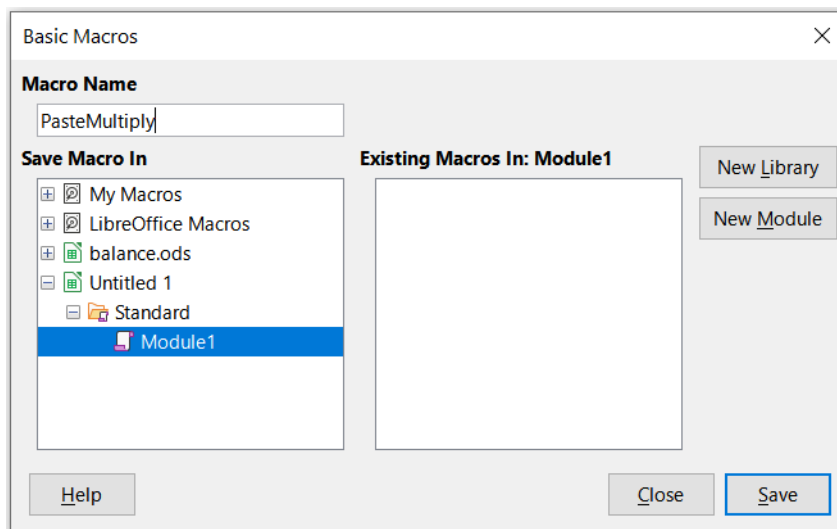 Basic Macros
Macro Name
PasteMultiply
Save Macro In
Existing Macros In: Module1
My Macros
LibreOffice Macros
balance.ods
Untitled 1
Standard
Module1
New Library
New Module
Help
Close
Save